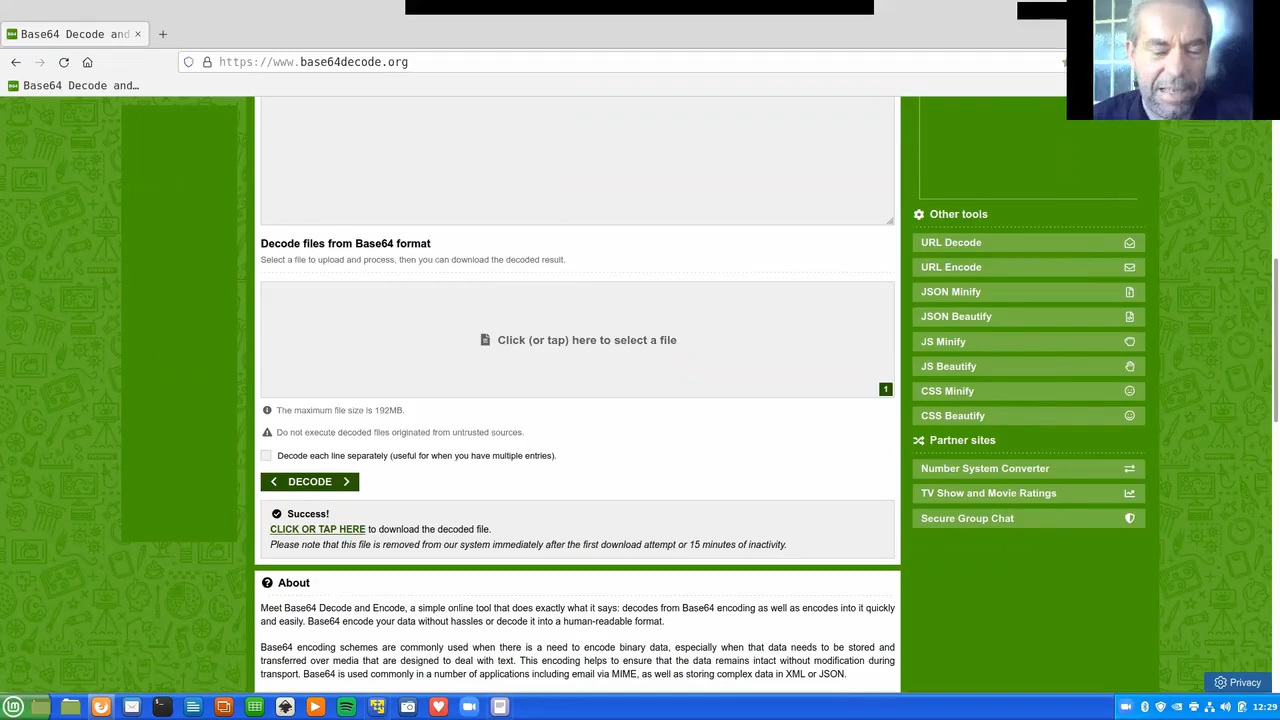 Base64 Decode and
https://www.base64decode.org
Base64 Decode and…
Decode files from Base64 format
Select a file to upload and process, then you can download the decoded result.
Click (or tap) here to select a file
1
The maximum file size is 192MB.
Do not execute decoded files originated from untrusted sources.
Decode each line separately (useful for when you have multiple entries).
DECODE
Success!
CLICK OR TAP HERE to download the decoded file.
Please note that this file is removed from our system immediately after the first download attempt or 15 minutes of inactivity.
About
Meet Base64 Decode and Encode, a simple online tool that does exactly what it says: decodes from Base64 encoding as well as encodes into it quickly
and easily. Base64 encode your data without hassles or decode it into a human-readable format.
Base64 encoding schemes are commonly used when there is a need to encode binary data, especially when that data needs to be stored and
transferred over media that are designed to deal with text. This encoding helps to ensure that the data remains intact without modification during
transport. Base64 is used commonly in a number of applications including email via MIME, as well as storing complex data in XML or JSON.
Other tools
URL Decode
URL Encode
JSON Minify
JSON Beautify
JS Minify
JS Beautify
CSS Minify
CSS Beautify
Partner sites
Number System Converter
TV Show and Movie Ratings
Secure Group Chat
Privacy
12:29